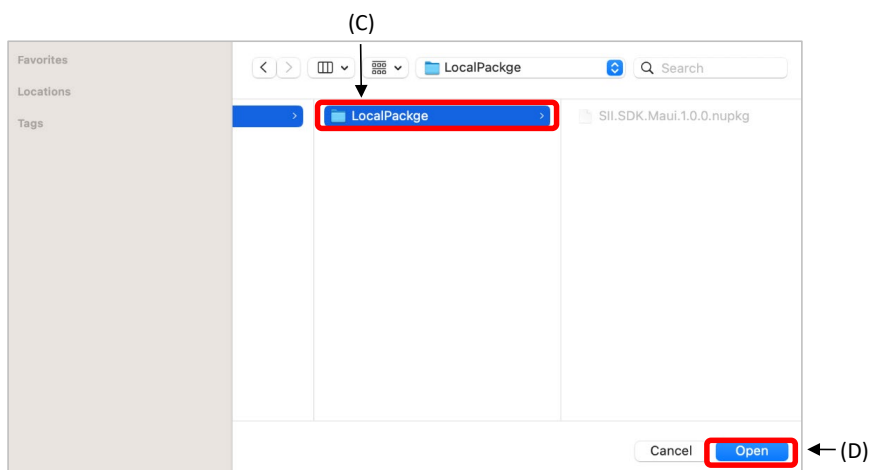 (C)
Favorites
LocalPackge
Search
Locations
LocalPackge
SII.SDK.Maui.1.0.0.nupkg
Tags
Cancel
Open
(D)